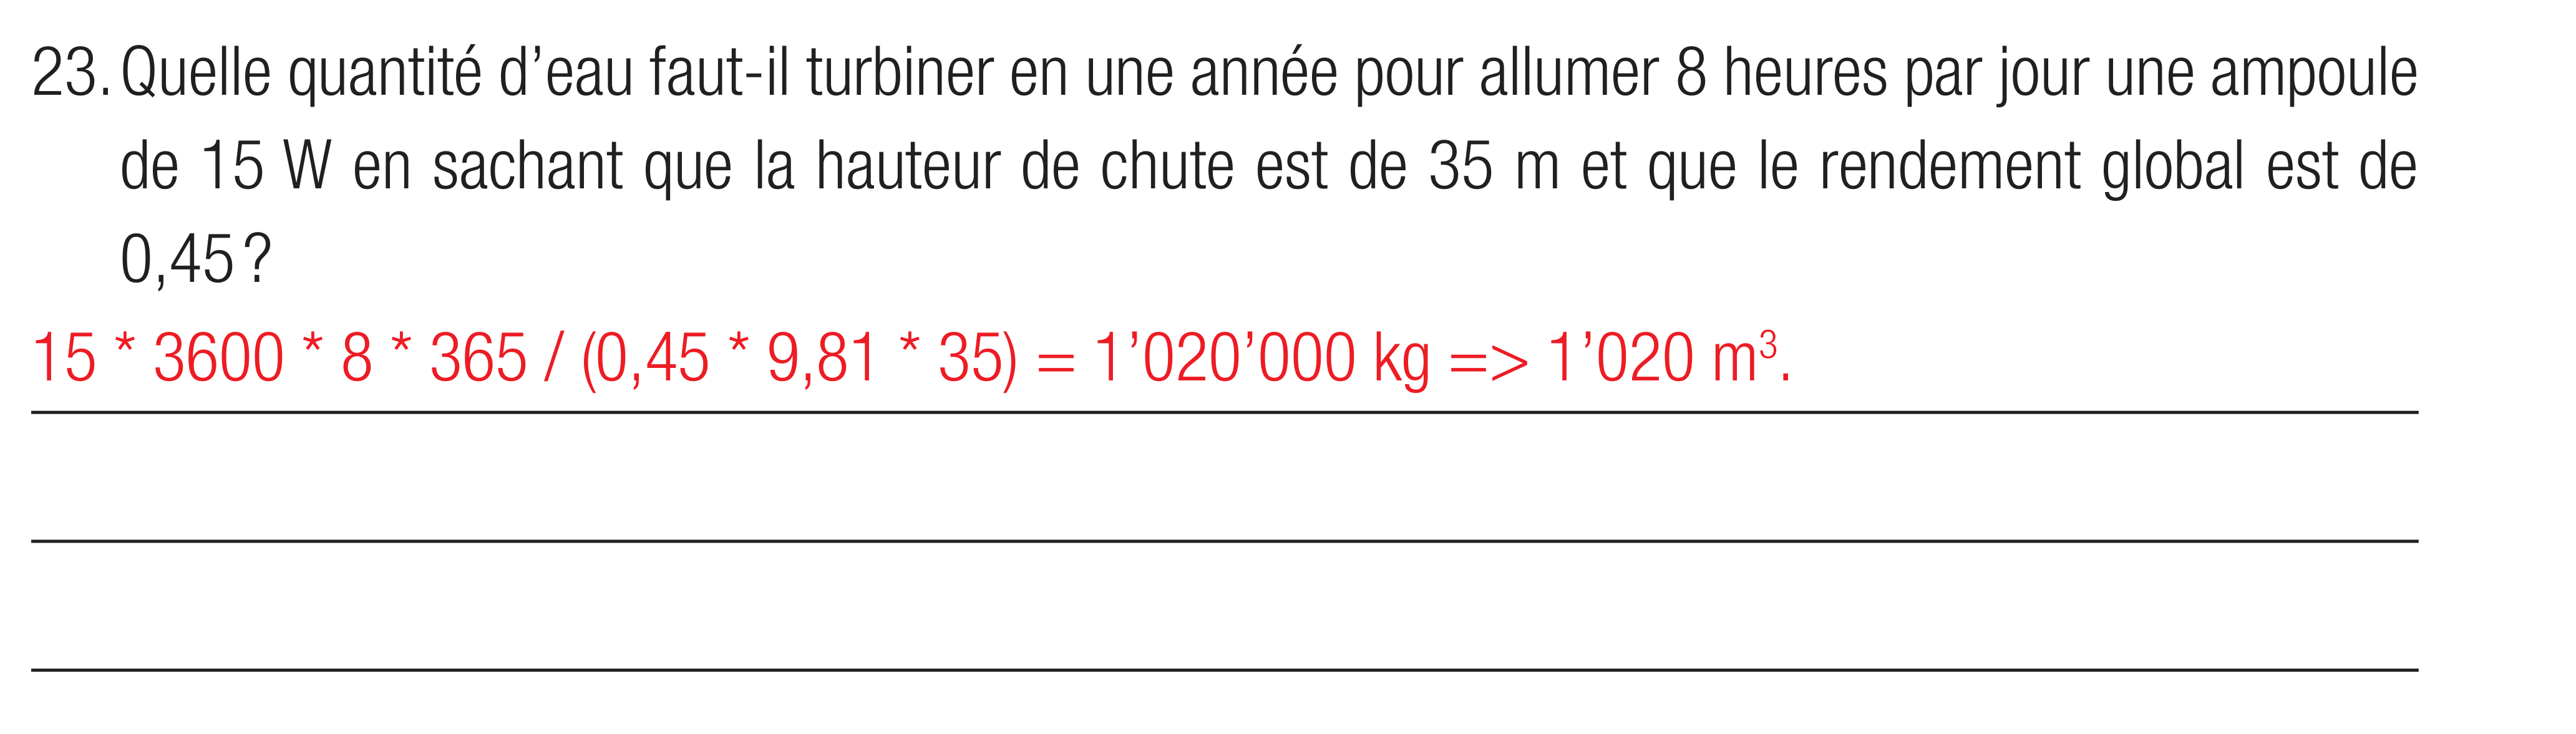 23. Quelle quantité d’eau faut-il turbiner en une année pour allumer 8 heures par jour une ampoule
de 15 W en sachant que la hauteur de chute est de 35 m et que le rendement global est de
0,45 ?
15 * 3600 * 8 * 365 / (0,45 * 9,81 * 35) = 1’020’000 kg => 1’020 m³.